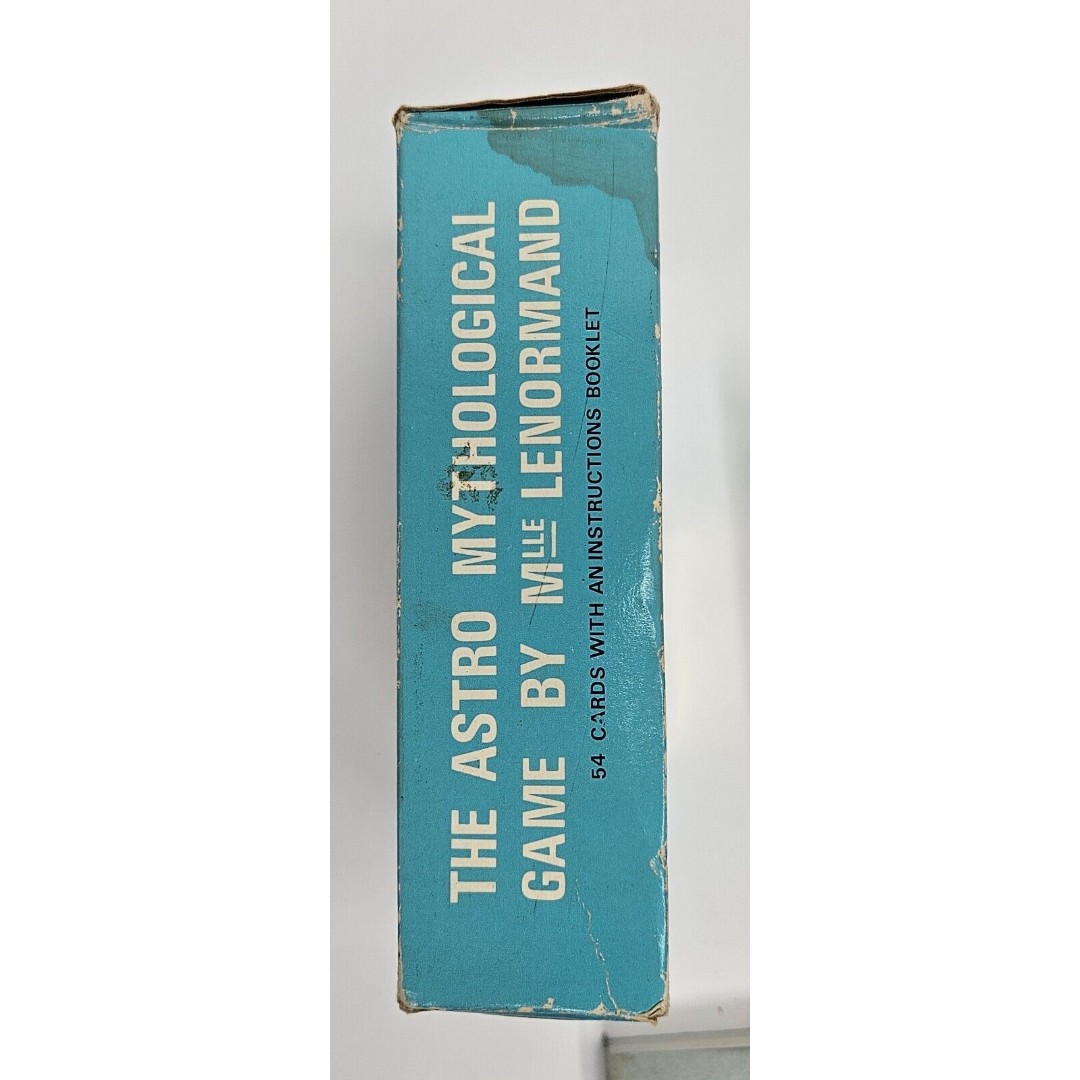 THE ASTRO MYTHOLOGICAL
GAME BY MLLE LENORMAND
54 CARDS WITH AN INSTRUCTIONS BOOKLET